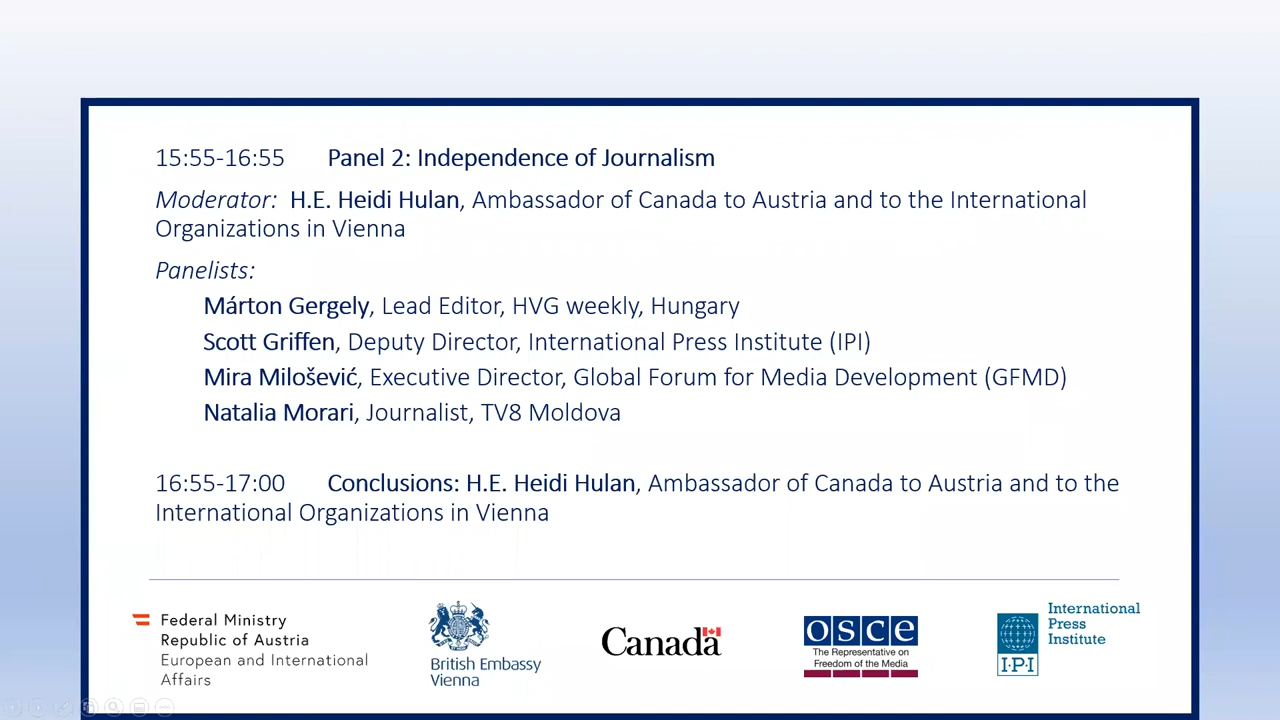 15:55-16:55 Panel 2: Independence of Journalism
Moderator: H.E. Heidi Hulan, Ambassador of Canada to Austria and to the International
Organizations in Vienna
Panelists:
Márton Gergely, Lead Editor, HVG weekly, Hungary
Scott Griffen, Deputy Director, International Press Institute (IPI)
Mira Milošević, Executive Director, Global Forum for Media Development (GFMD)
Natalia Morari, Journalist, TV8 Moldova
16:55-17:00 Conclusions: H.E. Heidi Hulan, Ambassador of Canada to Austria and to the
International Organizations in Vienna
Federal Ministry
Republic of Austria
European and International
Affairs
British Embassy
Vienna
Canada
osce
The Representative on
Freedom of the Media
International
Press
Institute
I·P·I